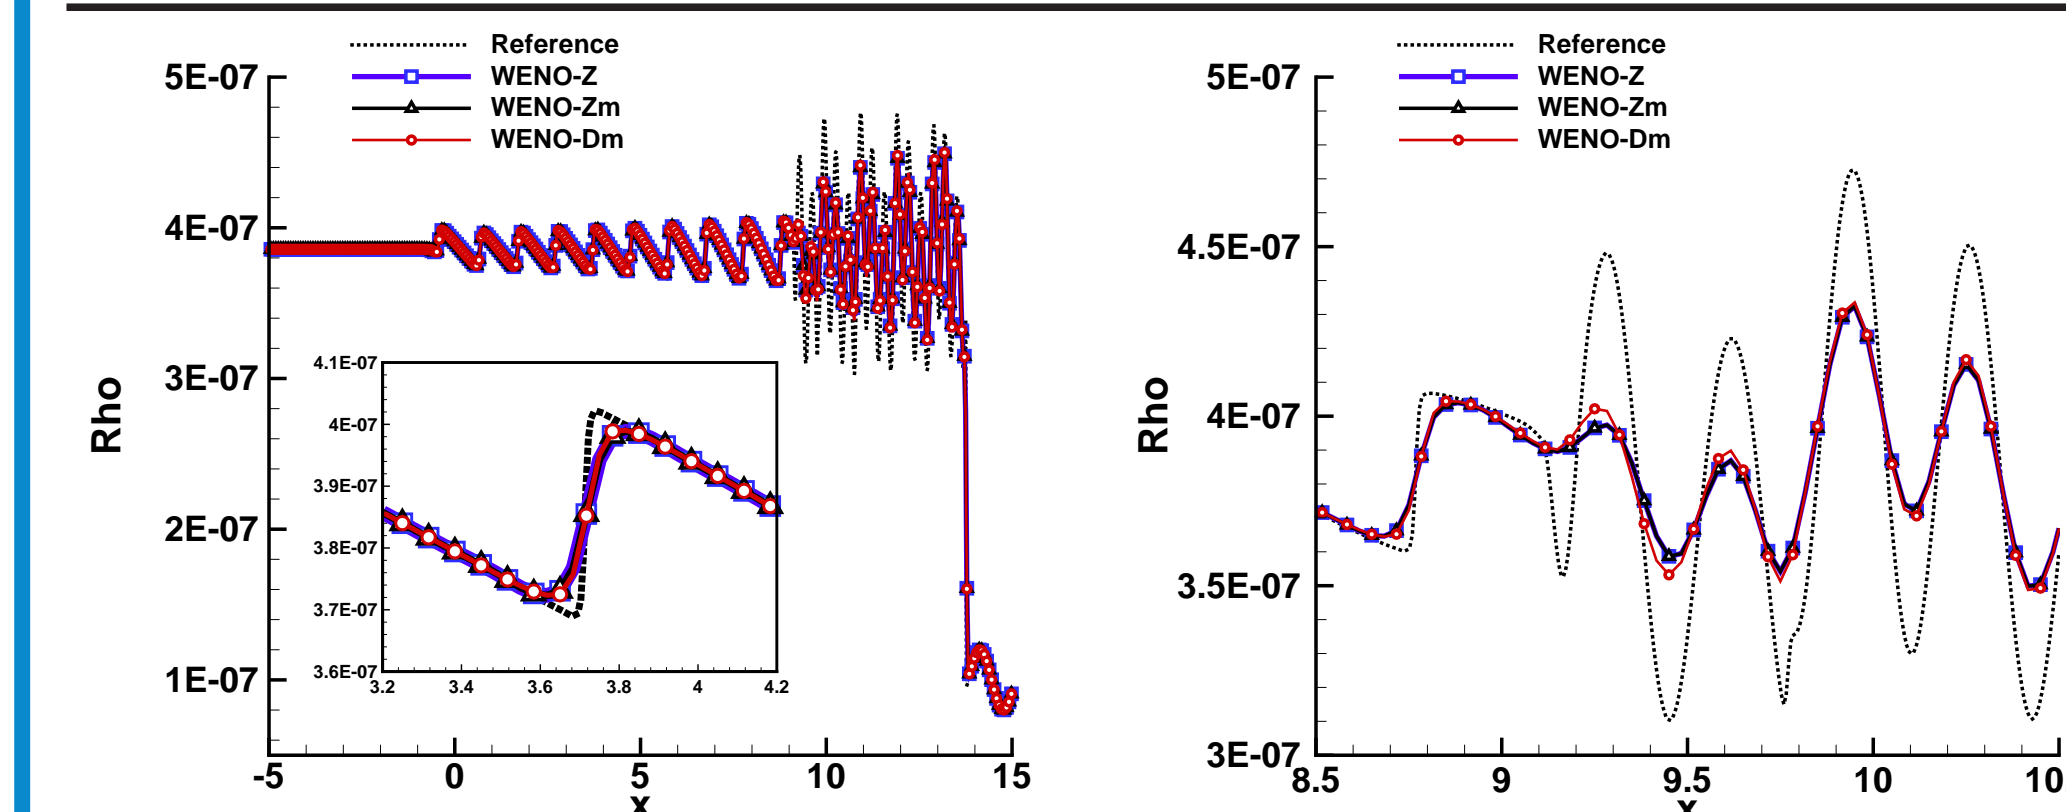 Reference
WENO-Z
WENO-Zm
WENO-Dm
5E-07
4E-07
3E-07
2E-07
1E-07
Rho
-5 0 5 10 15
x
4.1E-07
4E-07
3.9E-07
3.8E-07
3.7E-07
3.6E-07
3.2 3.4 3.6 3.8 4 4.2
Reference
WENO-Z
WENO-Zm
WENO-Dm
5E-07
4.5E-07
4E-07
3.5E-07
3E-07
Rho
8.5 9 9.5 10 10
x